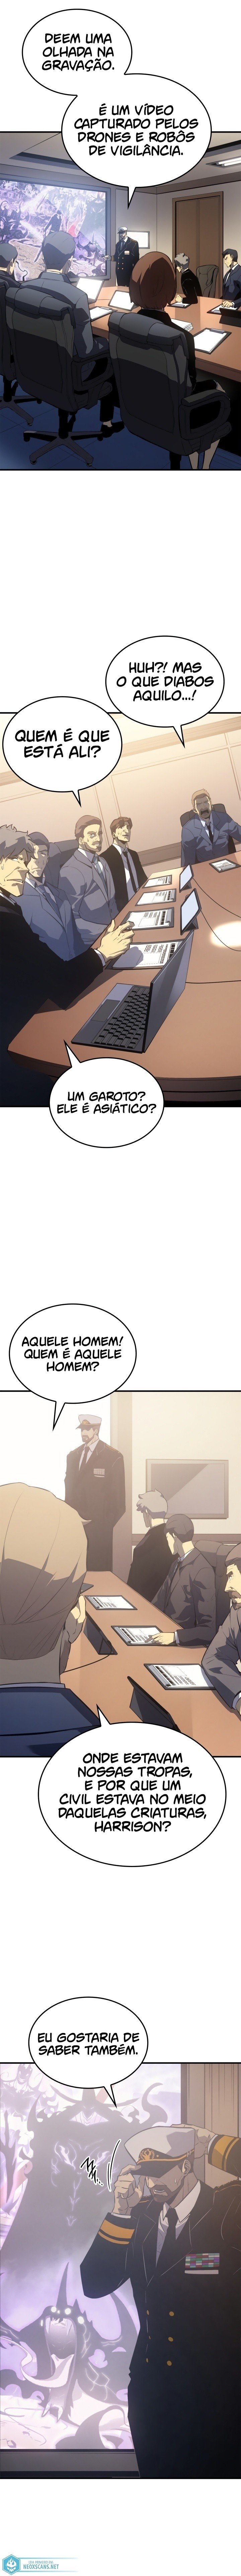 DEEM UMA
OLHADA NA
GRAVAÇÃO.
É UM VÍDEO
CAPTURADO PELOS
DRONES E ROBÔS
DE VIGILÂNCIA.
HUH?! MAS
O QUE DIABOS
AQUILO...!
QUEM É QUE
ESTÁ ALI?
UM GAROTO?
ELE É ASIÁTICO?
AQUELE HOMEM!
QUEM É AQUELE
HOMEM?
ONDE ESTAVAM
NOSSAS TROPAS,
E POR QUE UM
CIVIL ESTAVA NO MEIO
DAQUELAS CRIATURAS,
HARRISON?
EU GOSTARIA DE
SABER TAMBÉM.
NEOXSCANS.NET